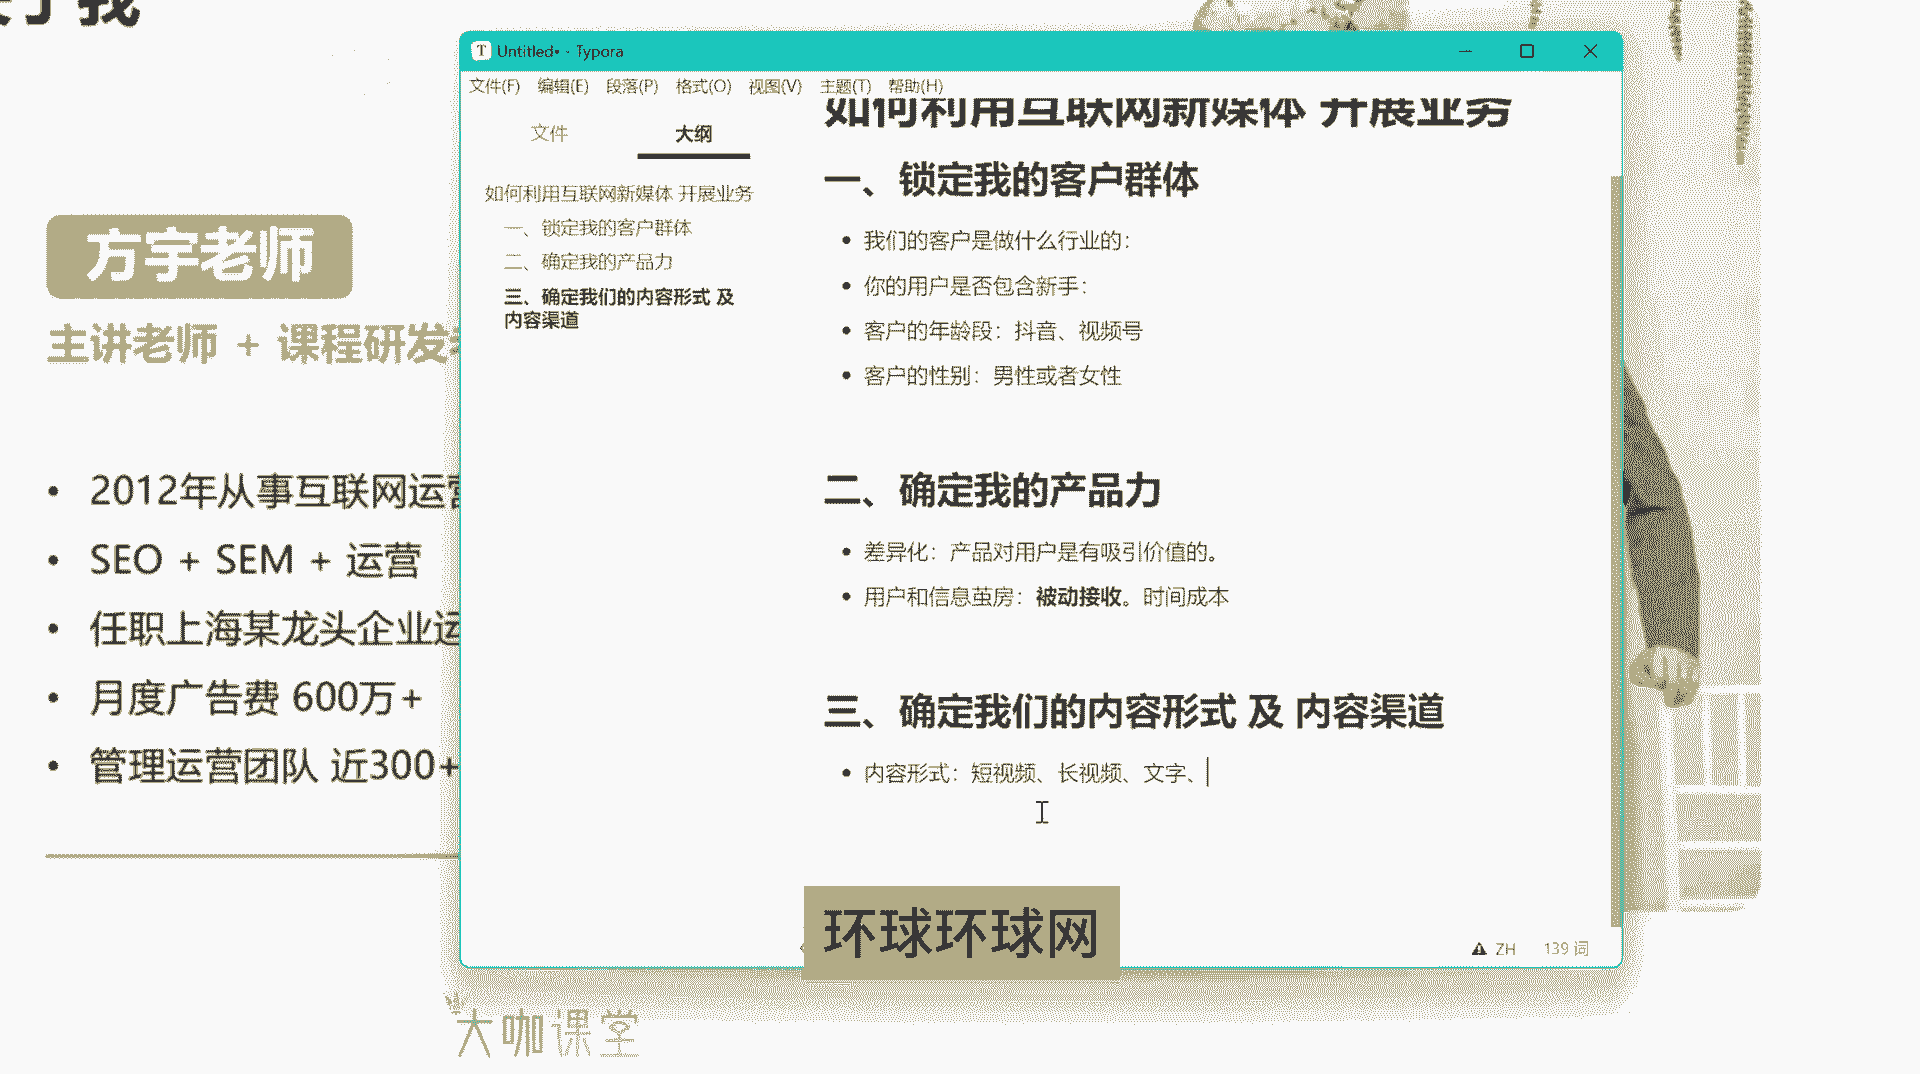 我
方宇老师
主讲老师 + 课程研发
2012年从事互联网运营
SEO + SEM + 运营
任职上海某龙头企业运
月度广告费 600万+
管理运营团队 近300+
Untitled• - Typora
文件(F) 编辑(E) 段落(P) 格式(O) 视图(V) 主题(T) 帮助(H)
文件 大纲
如何利用互联网新媒体 开展业务
一、锁定我的客户群体
二、确定我的产品力
三、确定我们的内容形式 及
内容渠道
如何利用互联网新媒体 开展业务
一、锁定我的客户群体
我们的客户是做什么行业的：
你的用户是否包含新手：
客户的年龄段：抖音、视频号
客户的性别：男性或者女性
二、确定我的产品力
差异化：产品对用户是有吸引价值的。
用户和信息茧房：被动接收。时间成本
三、确定我们的内容形式 及 内容渠道
内容形式：短视频、长视频、文字、
ZH 139 词
环球环球网
大咖课堂